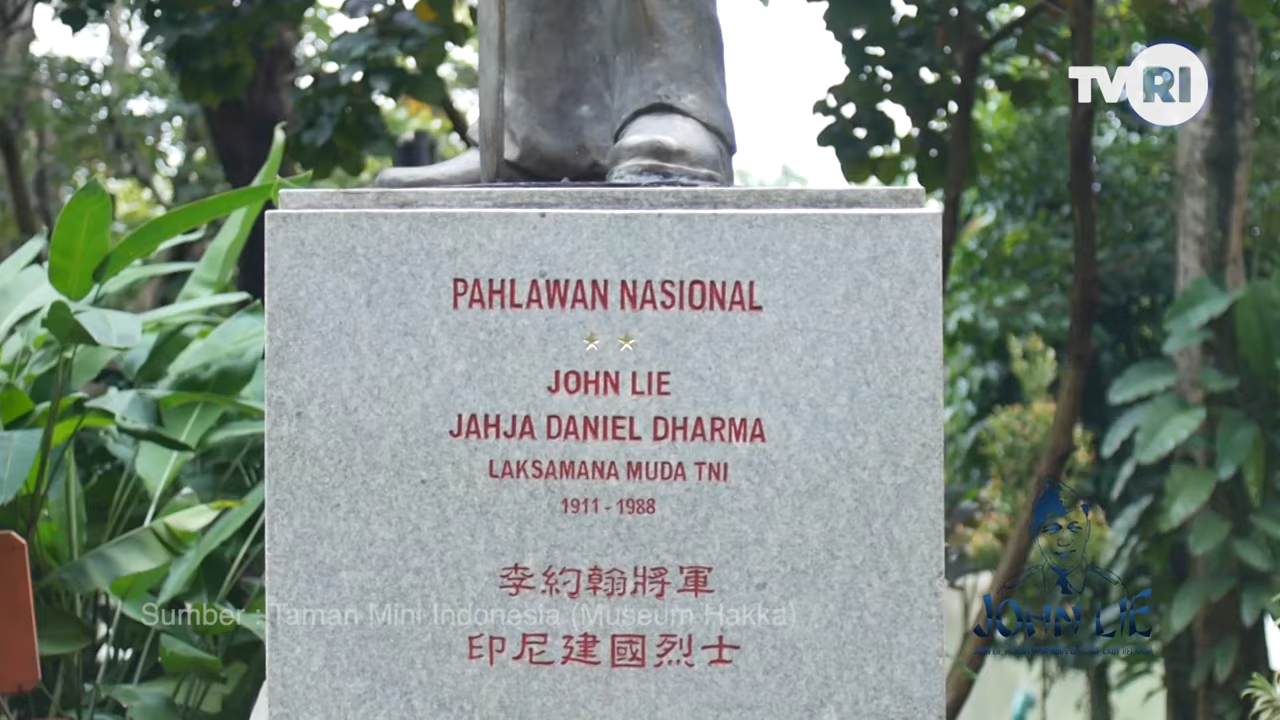 TVRI
PAHLAWAN NASIONAL
JOHN LIE
JAHJA DANIEL DHARMA
LAKSAMANA MUDA TNI
1911 - 1988
李約翰將軍
Sumber : Taman Mini Indonesia (Museum Hakka)
印尼建國烈士
JOHN LIE